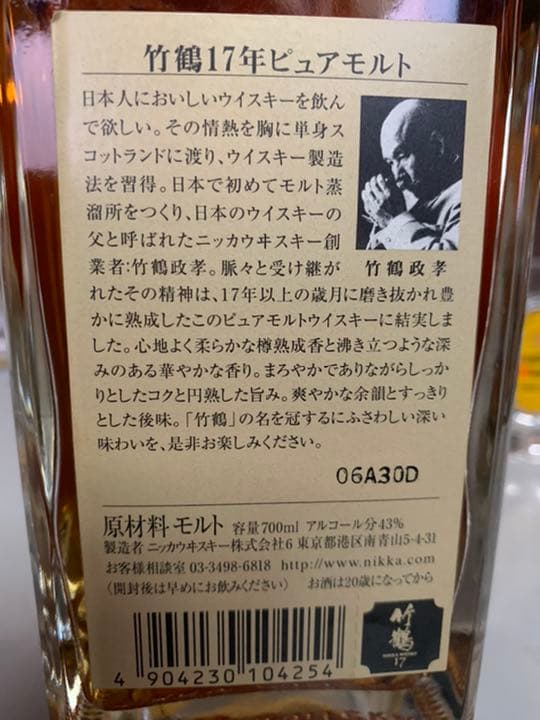 竹鶴17年ピュアモルト
日本人においしいウイスキーを飲ん
で欲しい。その情熱を胸に単身ス
コットランドに渡り、ウイスキー製造
法を習得。日本で初めてモルト蒸
溜所をつくり、日本のウイスキーの
父と呼ばれたニッカウヰスキー創
業者:竹鶴政孝。脈々と受け継が
竹鶴政孝
れたその精神は、17年以上の歳月に磨き抜かれ豊
かに熟成したこのピュアモルトウイスキーに結実しま
した。心地よく柔らかな樽熟成香と沸き立つような深
みのある華やかな香り。まろやかでありながらしっか
りとしたコクと円熟した旨み。爽やかな余韻とすっきり
とした後味。「竹鶴」の名を冠するにふさわしい深い
味わいを、是非お楽しみください。
06A30D
原材料 モルト 容量700ml アルコール分43%
製造者 ニッカウヰスキー株式会社6 東京都港区南青山5-4-31
お客様相談室 03-3498-6818 http://www.nikka.com
〈開封後は早めにお飲みください〉 お酒は20歳になってから
4 904230 104254
竹鶴
NIKKA WHISKY
17